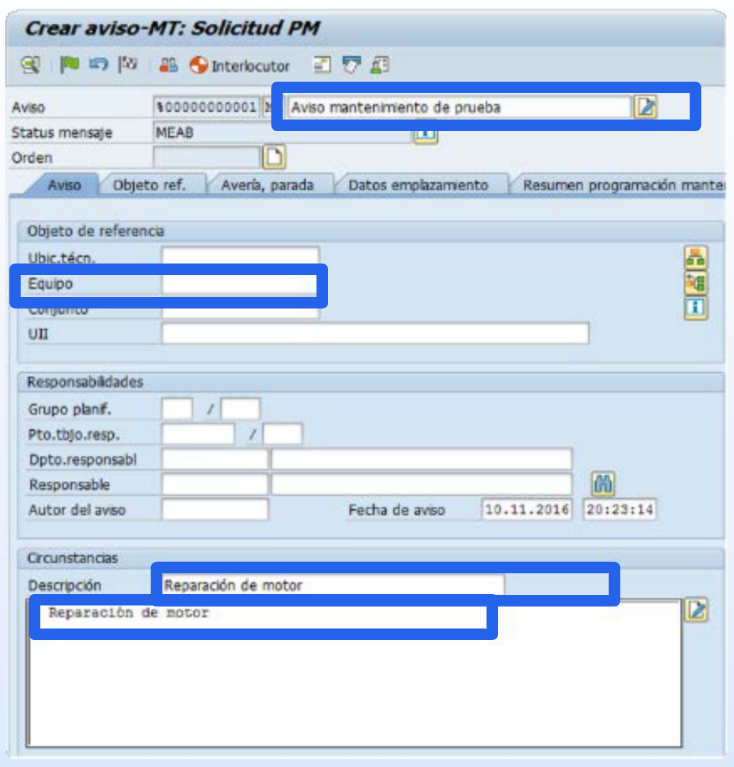 Crear aviso-MT: Solicitud PM
Interlocutor
Aviso %00000000001 Aviso mantenimiento de prueba
Status mensaje MEAB
Orden
Aviso Objeto ref. Avería, parada Datos emplazamiento Resumen programación mante
Objeto de referencia
Ubic.técn.
Equipo
Conjunto
UII
Responsabilidades
Grupo planif. /
Pto.tbjo.resp. /
Dpto.responsabl
Responsable
Autor del aviso Fecha de aviso 10.11.2016 20:23:14
Circunstancias
Descripción Reparación de motor
Reparación de motor